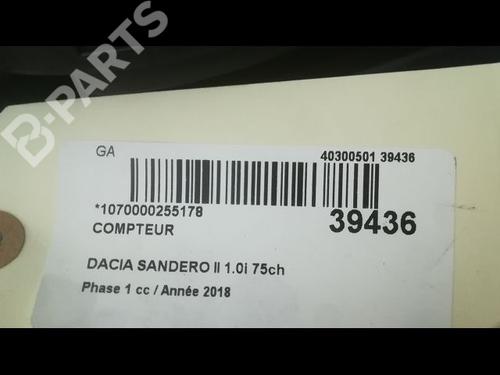 B-PARTS
GA
40300501 39436
*1070000255178
39436
COMPTEUR
DACIA SANDERO II 1.0i 75ch
Phase 1 cc / Année 2018